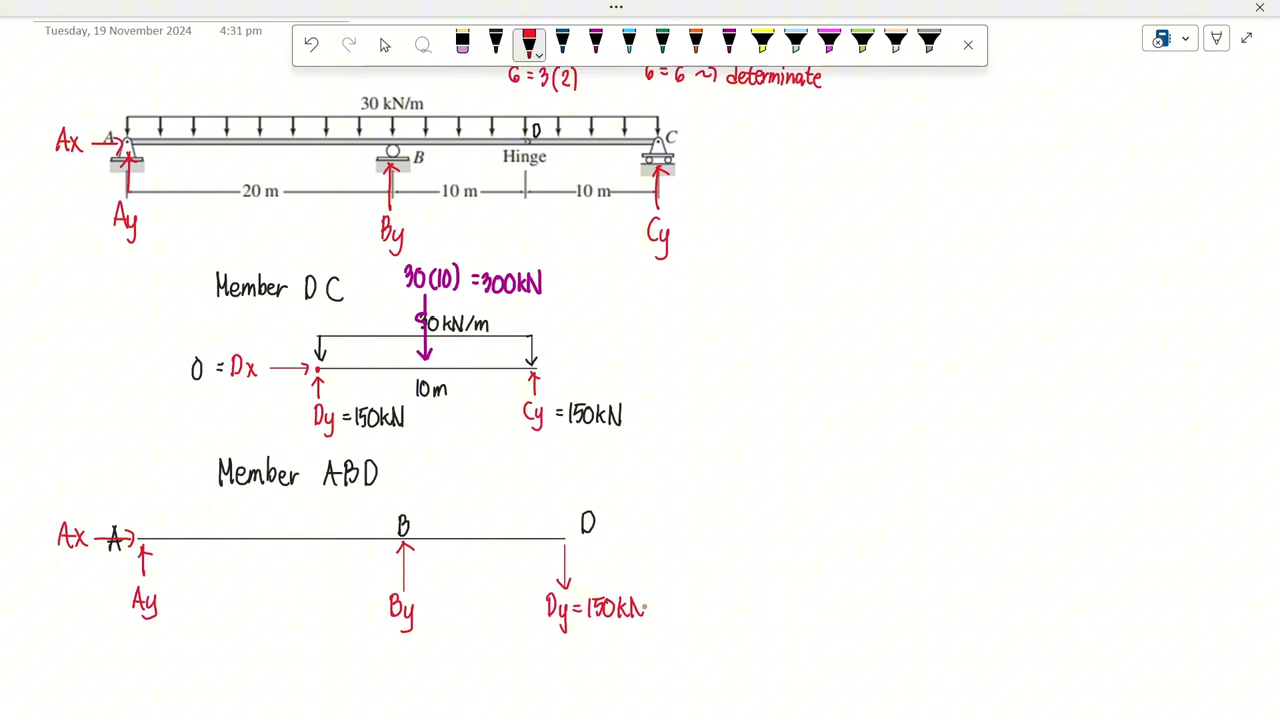 Tuesday, 19 November 2024 4:31 pm
6 = 3(2) 6 = 6 ~) determinate
30 kN/m
Ax A D C
B Hinge
20 m 10 m 10 m
Ay By Cy
Member DC 30(10) = 300kN
30 kN/m
0 = Dx
10m
Dy = 150kN Cy = 150kN
Member ABD
B D
Ax A
Ay By Dy = 150kN